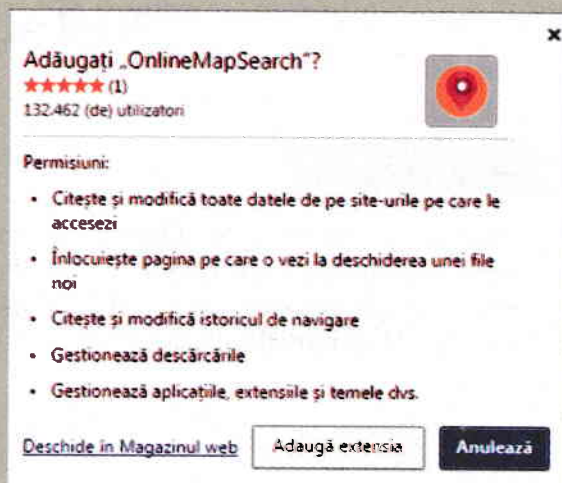 Adăugați „OnlineMapSearch”?
★★★★★ (1)
132.462 (de) utilizatori
Permisiuni:
• Citește și modifică toate datele de pe site-urile pe care le
accesezi
• Înlocuiește pagina pe care o vezi la deschiderea unei file
noi
• Citește și modifică istoricul de navigare
• Gestionează descărcările
• Gestionează aplicațiile, extensiile și temele dvs.
Deschide în Magazinul web Adaugă extensia Anulează